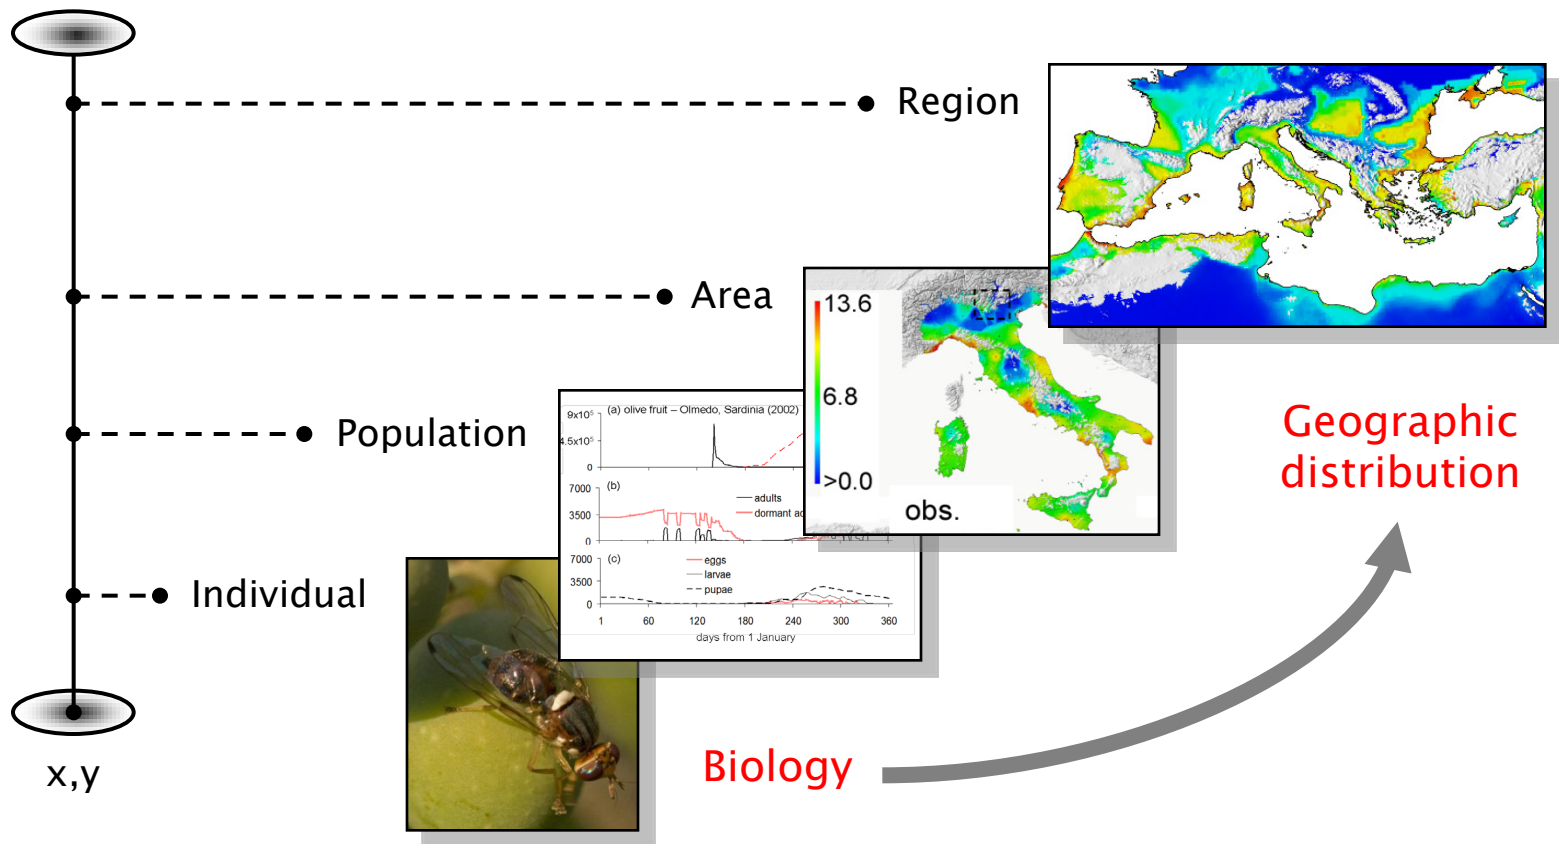 Region
Area
13.6
6.8
>0.0
obs.
Geographic
distribution
Population
(a) olive fruit – Olmedo, Sardinia (2002)
9x10⁵
4.5x10⁵
0
(b)
7000
3500
0
adults
dormant ad
(c)
7000
3500
0
eggs
larvae
pupae
1 60 120 180 240 300 360
days from 1 January
Individual
Biology
x,y